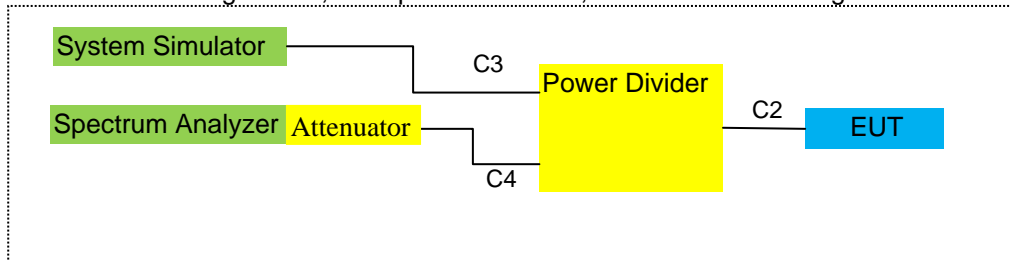 System Simulator
C3
Power Divider
C2
Spectrum Analyzer
Attenuator
EUT
C4